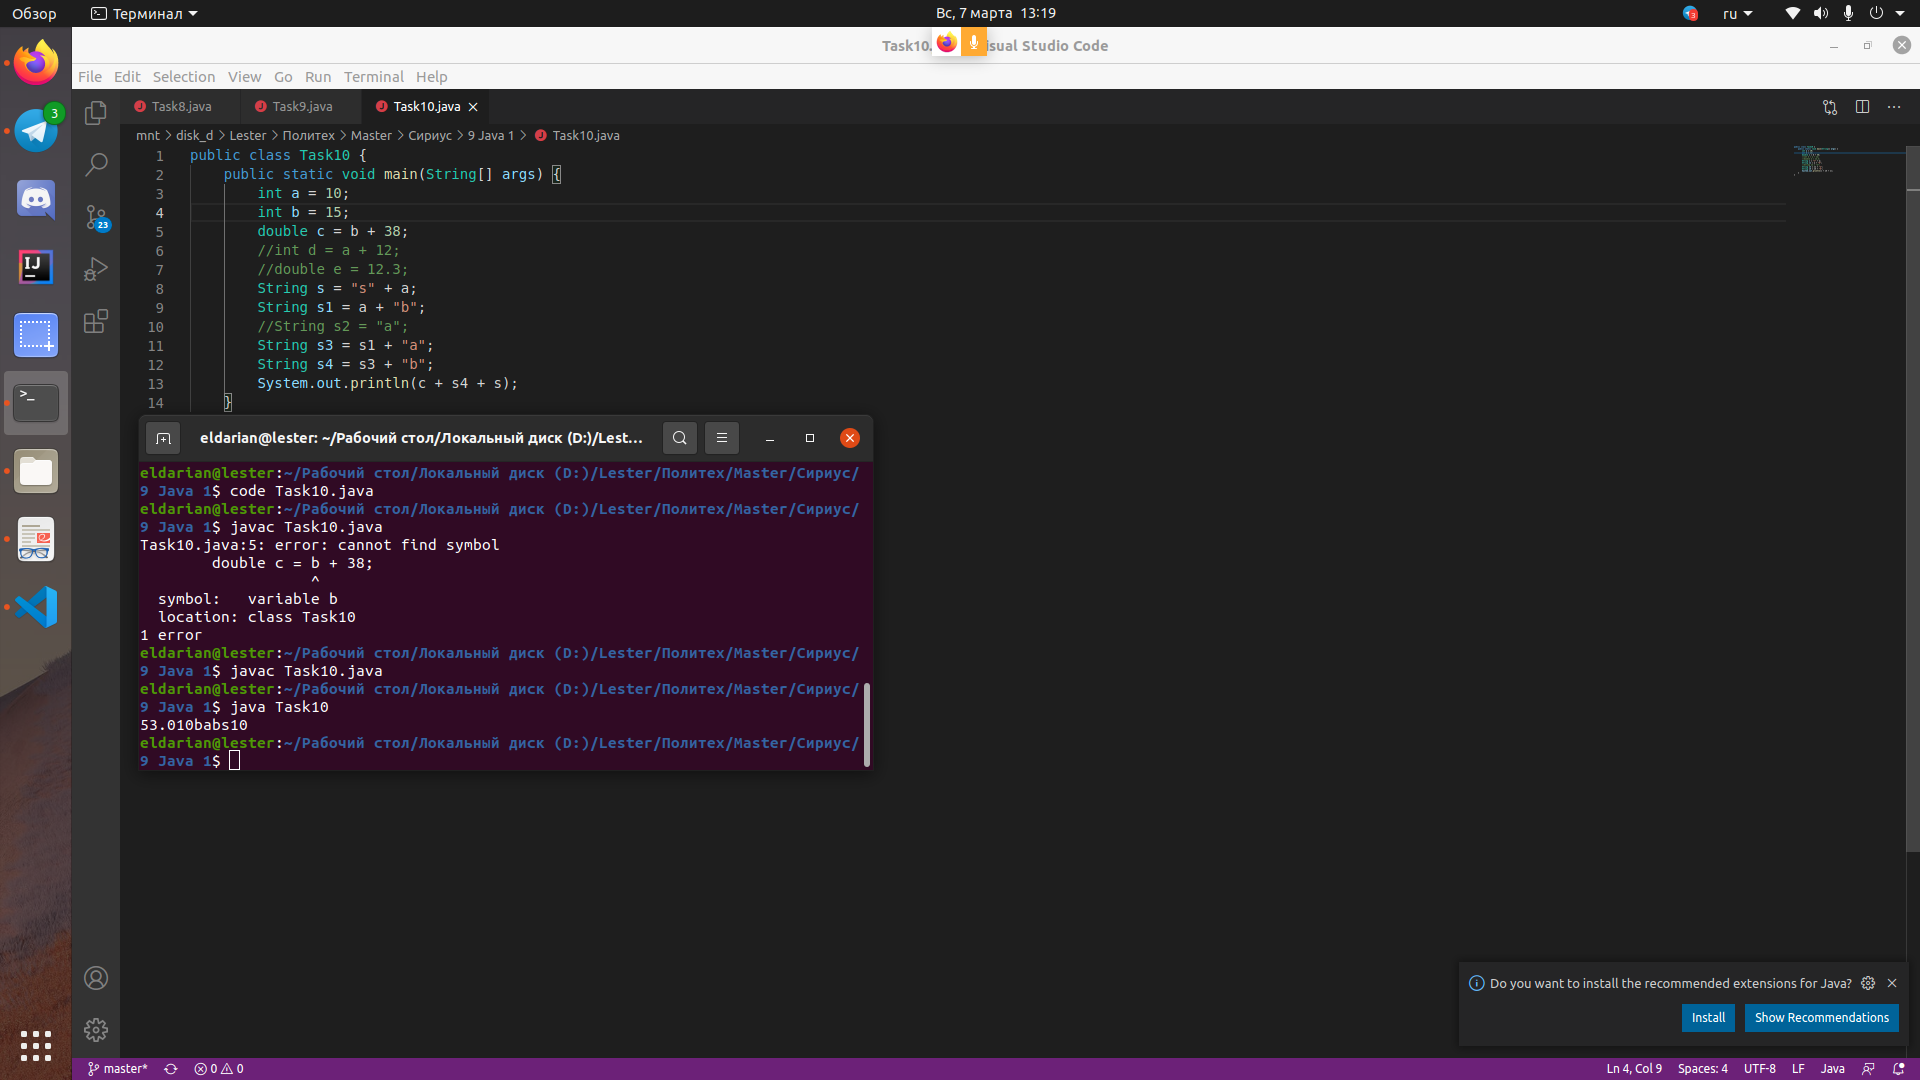 Обзор
Терминал
Вс, 7 марта 13:19
3
ru
Task10.
isual Studio Code
File Edit Selection View Go Run Terminal Help
3
Task8.java
Task9.java
Task10.java
mnt > disk_d > Lester > Политех > Master > Сириус > 9 Java 1 > Task10.java
1 public class Task10 {
2 public static void main(String[] args) {
3 int a = 10;
4 int b = 15;
5 double c = b + 38;
6 //int d = a + 12;
7 //double e = 12.3;
8 String s = "s" + a;
9 String s1 = a + "b";
10 //String s2 = "a";
11 String s3 = s1 + "a";
12 String s4 = s3 + "b";
13 System.out.println(c + s4 + s);
14 }
23
IJ
>_
eldarian@lester: ~/Рабочий стол/Локальный диск (D:)/Lest...
eldarian@lester:~/Рабочий стол/Локальный диск (D:)/Lester/Политех/Master/Сириус/
9 Java 1$ code Task10.java
eldarian@lester:~/Рабочий стол/Локальный диск (D:)/Lester/Политех/Master/Сириус/
9 Java 1$ javac Task10.java
Task10.java:5: error: cannot find symbol
double c = b + 38;
^
symbol:   variable b
location: class Task10
1 error
eldarian@lester:~/Рабочий стол/Локальный диск (D:)/Lester/Политех/Master/Сириус/
9 Java 1$ javac Task10.java
eldarian@lester:~/Рабочий стол/Локальный диск (D:)/Lester/Политех/Master/Сириус/
9 Java 1$ java Task10
53.010babs10
eldarian@lester:~/Рабочий стол/Локальный диск (D:)/Lester/Политех/Master/Сириус/
9 Java 1$
Do you want to install the recommended extensions for Java?
Install
Show Recommendations
master*
0
0
Ln 4, Col 9
Spaces: 4
UTF-8
LF
Java